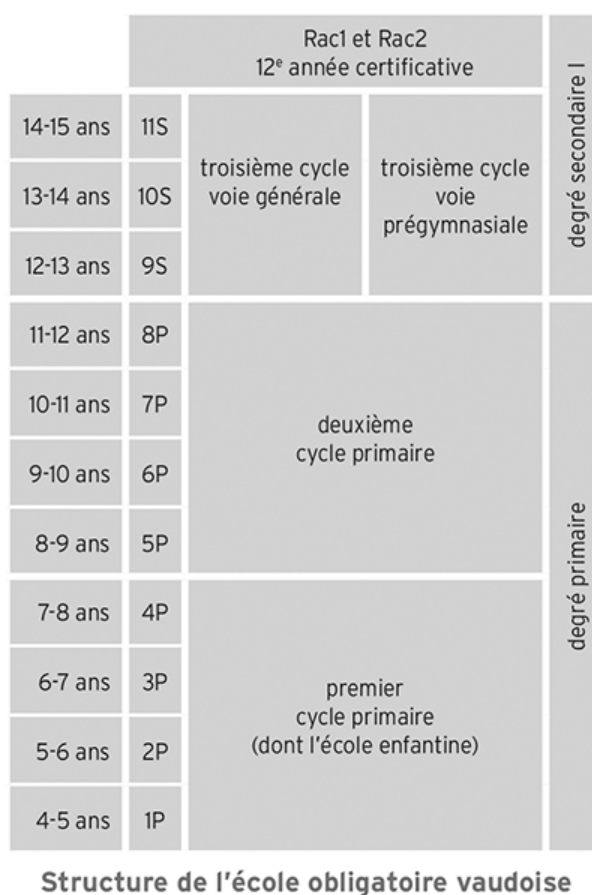 Rac1 et Rac2
12e année certificative
degré secondaire I
14-15 ans 11S
13-14 ans 10S
12-13 ans 9S
troisième cycle
voie générale
troisième cycle
voie
prégymnasiale
11-12 ans 8P
10-11 ans 7P
9-10 ans 6P
8-9 ans 5P
deuxième
cycle primaire
degré primaire
7-8 ans 4P
6-7 ans 3P
5-6 ans 2P
4-5 ans 1P
premier
cycle primaire
(dont l'école enfantine)
Structure de l'école obligatoire vaudoise